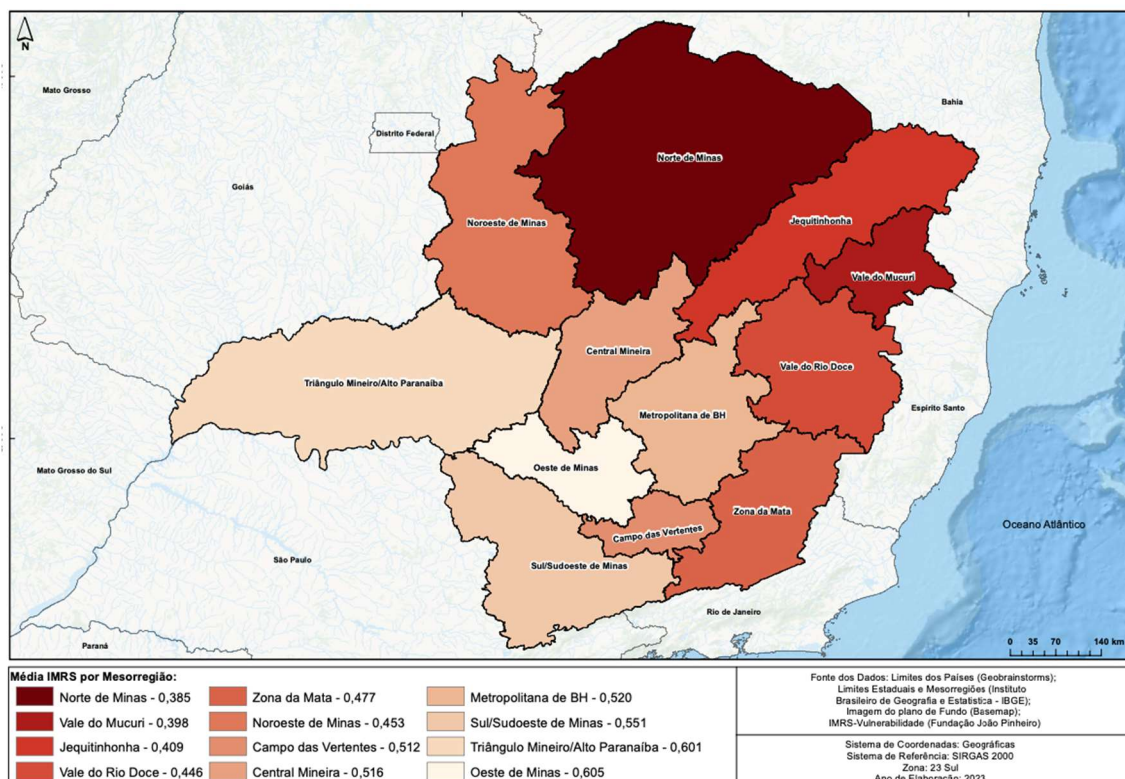 N
Mato Grosso
Bahia
Distrito Federal
Norte de Minas
Goiás
Jequitinhonha
Noroeste de Minas
Vale do Mucuri
Central Mineira
Vale do Rio Doce
Triângulo Mineiro/Alto Paranaíba
Espírito Santo
Metropolitana de BH
Mato Grosso do Sul
Oeste de Minas
Zona da Mata
Oceano Atlântico
Campo das Vertentes
São Paulo
Sul/Sudoeste de Minas
Rio de Janeiro
Paraná
0 35 70 140 km
Média IMRS por Mesorregião:
Norte de Minas - 0,385
Vale do Mucuri - 0,398
Jequitinhonha - 0,409
Vale do Rio Doce - 0,446
Zona da Mata - 0,477
Noroeste de Minas - 0,453
Campo das Vertentes - 0,512
Central Mineira - 0,516
Metropolitana de BH - 0,520
Sul/Sudoeste de Minas - 0,551
Triângulo Mineiro/Alto Paranaíba - 0,601
Oeste de Minas - 0,605
Fonte dos Dados: Limites dos Países (Geobrainstorms);
Limites Estaduais e Mesorregiões (Instituto
Brasileiro de Geografia e Estatística - IBGE);
Imagem do plano de Fundo (Basemap);
IMRS-Vulnerabilidade (Fundação João Pinheiro)
Sistema de Coordenadas: Geográficas
Sistema de Referência: SIRGAS 2000
Zona: 23 Sul
Ano de Elaboração: 2023